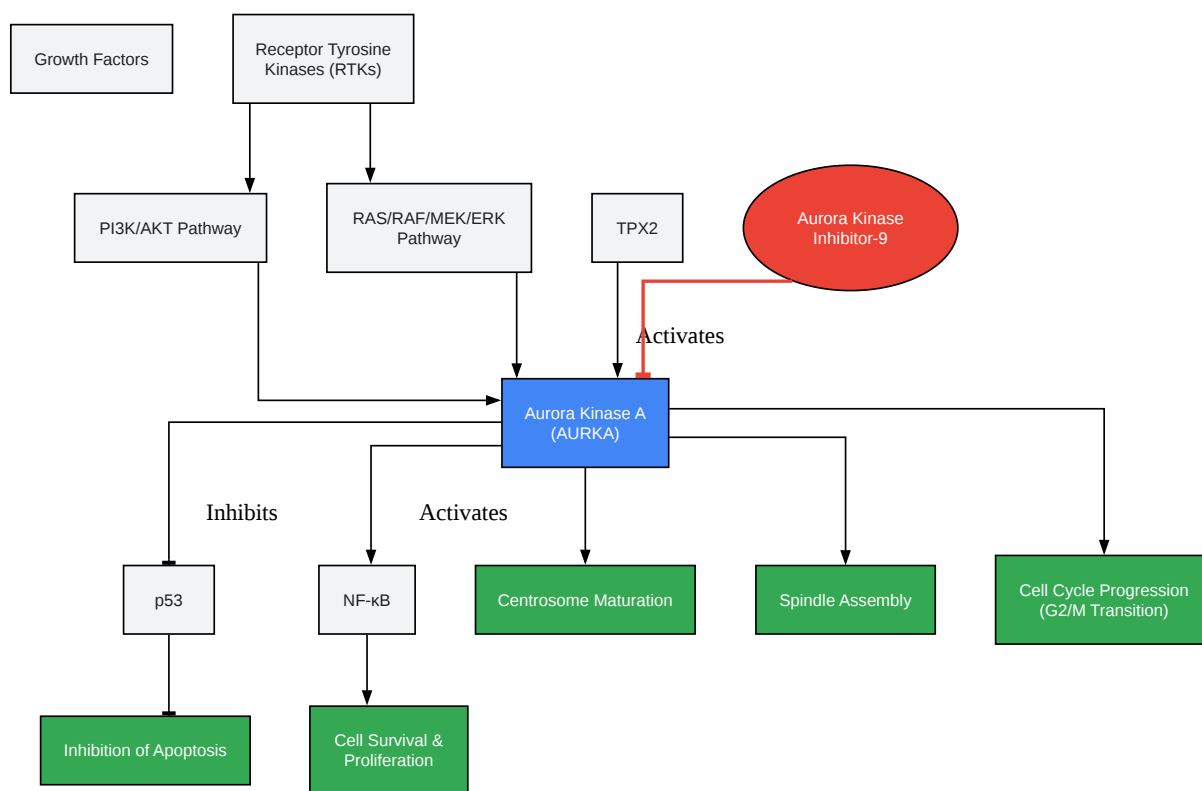 Growth Factors
Receptor Tyrosine
Kinases (RTKs)
PI3K/AKT Pathway
RAS/RAF/MEK/ERK
Pathway
TPX2
Aurora Kinase
Inhibitor-9
Activates
Aurora Kinase A
(AURKA)
Inhibits
Activates
p53
NF-κB
Centrosome Maturation
Spindle Assembly
Cell Cycle Progression
(G2/M Transition)
Inhibition of Apoptosis
Cell Survival &
Proliferation